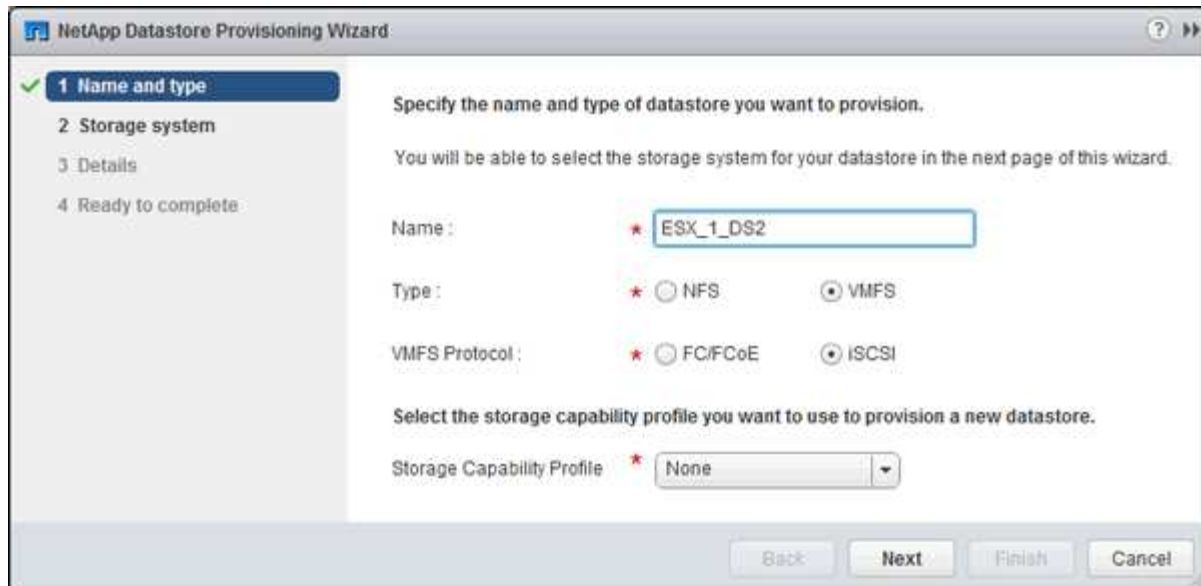 NetApp Datastore Provisioning Wizard ?
1 Name and type
2 Storage system
3 Details
4 Ready to complete
Specify the name and type of datastore you want to provision.
You will be able to select the storage system for your datastore in the next page of this wizard.
Name : * ESX_1_DS2
Type : * NFS VMFS
VMFS Protocol : * FC/FCoE iSCSI
Select the storage capability profile you want to use to provision a new datastore.
Storage Capability Profile * None
Back Next Finish Cancel